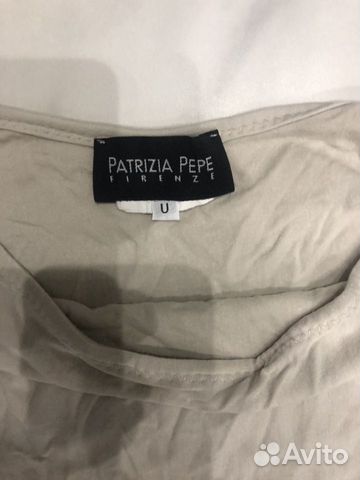 PATRIZIA PEPE
FIRENZE
U
Avito